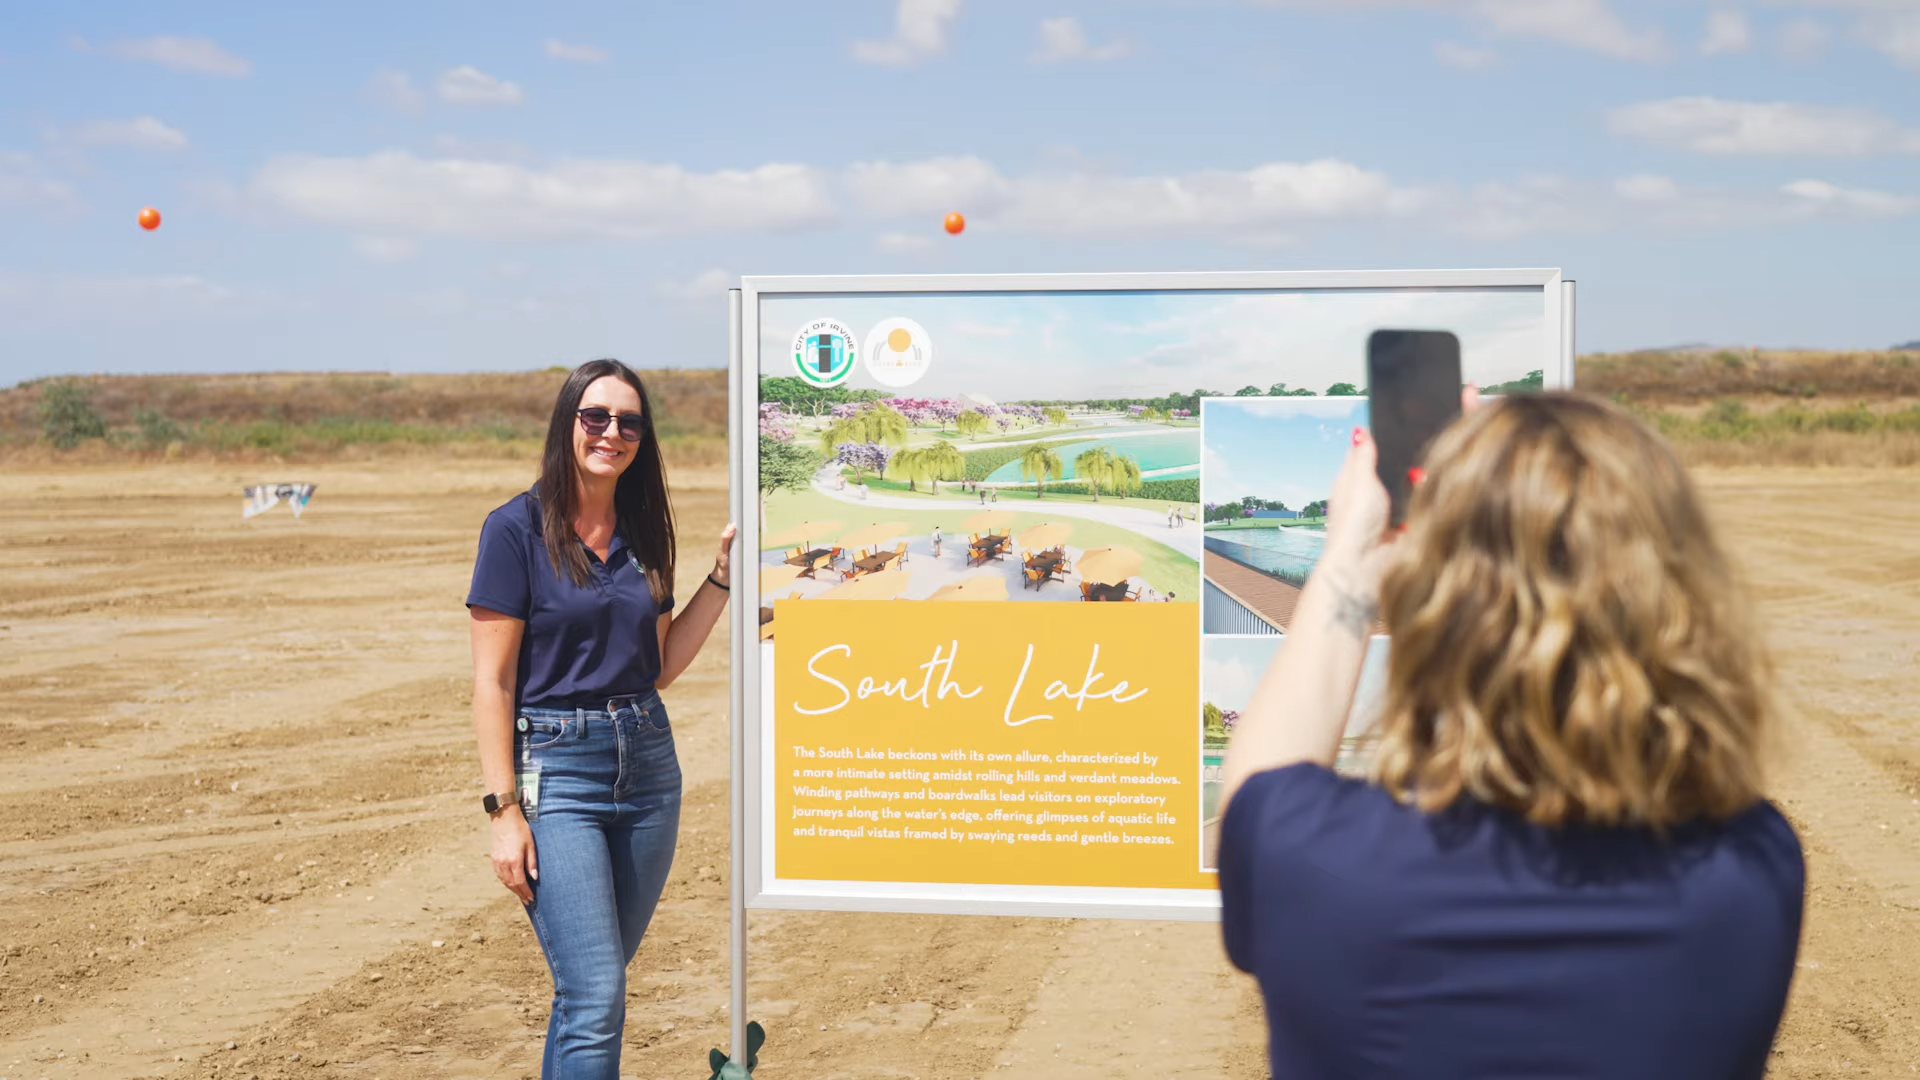 CITY OF IRVINE
South Lake
The South Lake beckons with its own allure, characterized by
a more intimate setting amidst rolling hills and verdant meadows.
Winding pathways and boardwalks lead visitors on exploratory
journeys along the water's edge, offering glimpses of aquatic life
and tranquil vistas framed by swaying reeds and gentle breezes.